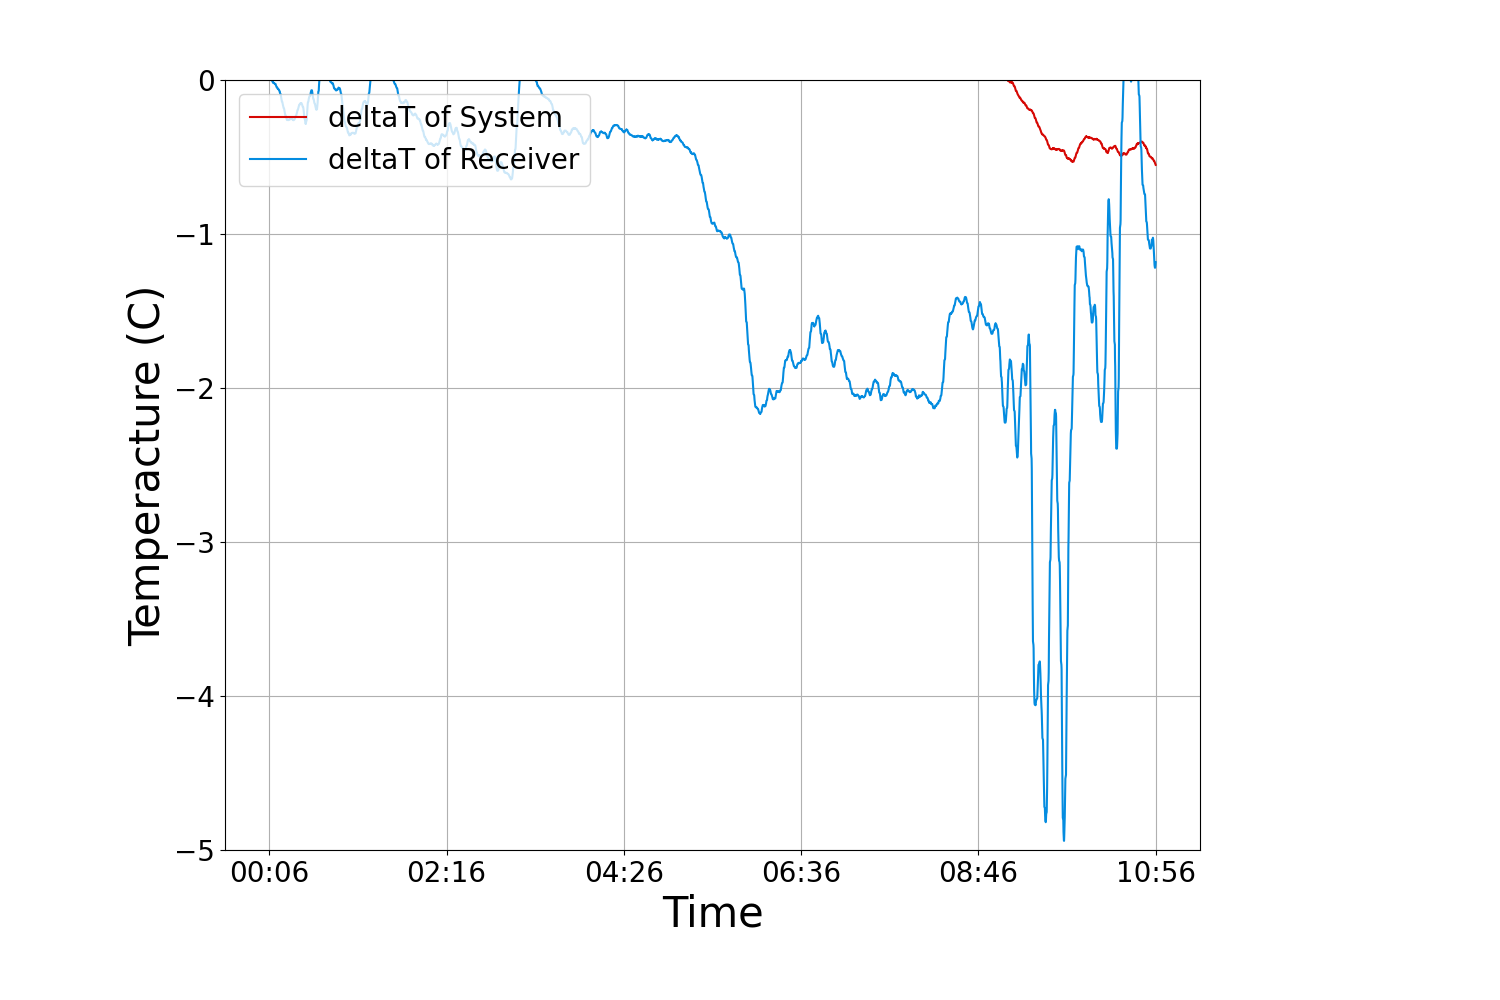 deltaT of System
deltaT of Receiver
0
−1
−2
−3
−4
−5
Temperacture (C)
00:06 02:16 04:26 06:36 08:46 10:56
Time